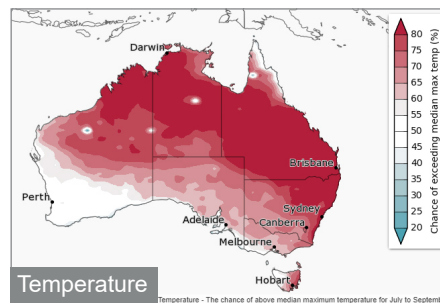 Darwin
Brisbane
Perth
Sydney
Adelaide
Canberra
Melbourne
Hobart
80
75
70
65
60
55
50
45
40
35
30
25
20
Chance of exceeding median max temp (%)
Temperature
Temperature - The chance of above median maximum temperature for July to Septem